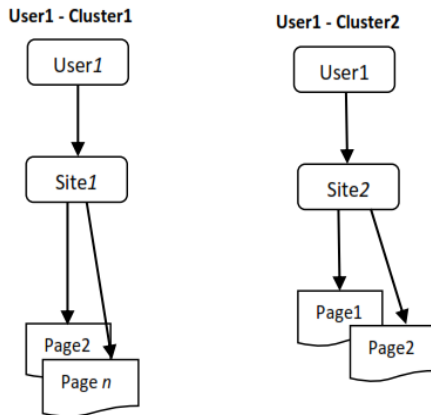 User1 - Cluster1
User1
Site1
Page2
Page n
User1 - Cluster2
User1
Site2
Page1
Page2